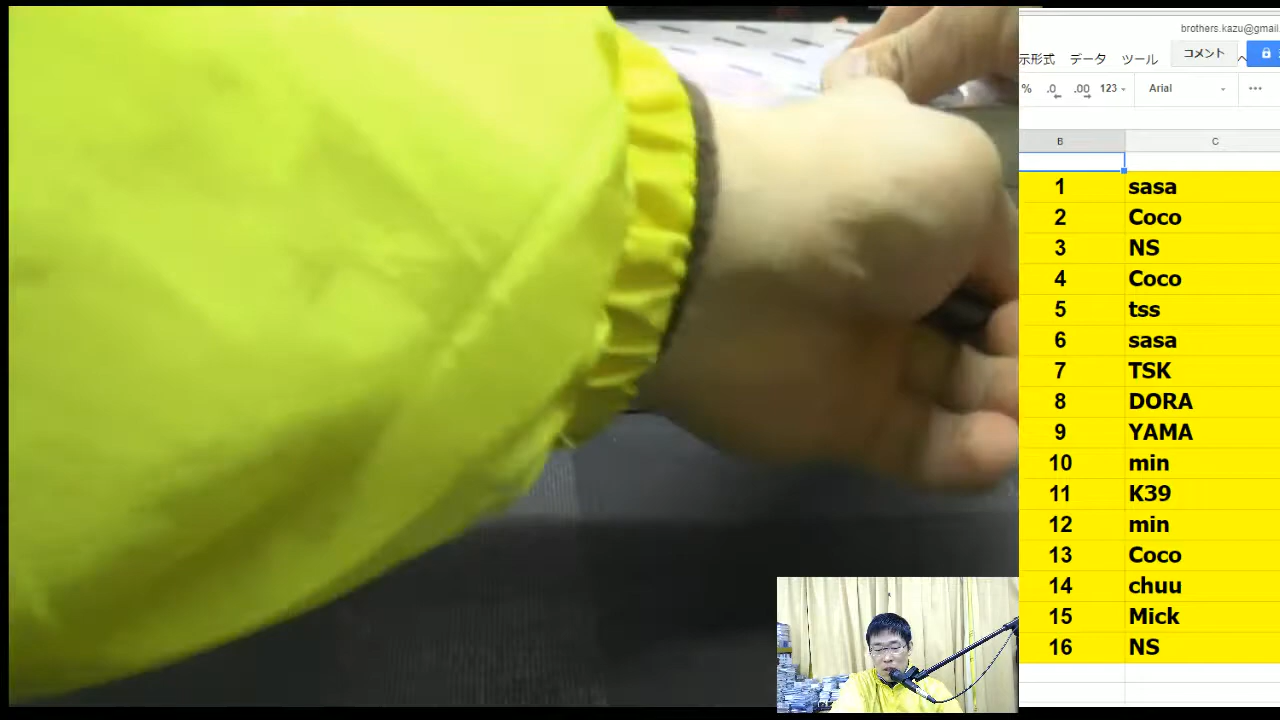 brothers.kazu@gmail.
示形式 データ ツール ヘ コメント
% .0 .00 123 Arial
B C
1 sasa
2 Coco
3 NS
4 Coco
5 tss
6 sasa
7 TSK
8 DORA
9 YAMA
10 min
11 K39
12 min
13 Coco
14 chuu
15 Mick
16 NS